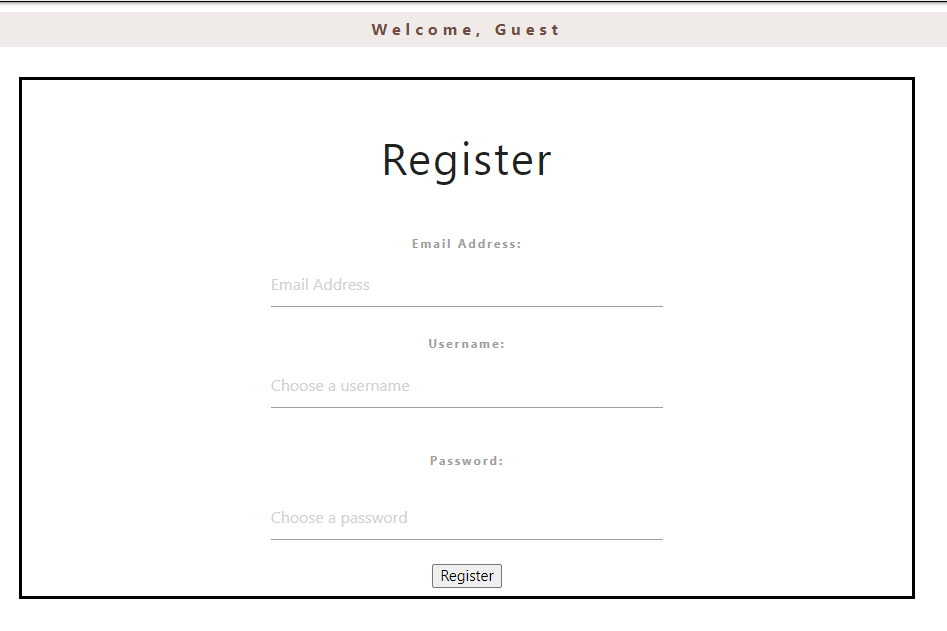 Welcome, Guest
Register
Email Address:
Email Address
Username:
Choose a username
Password:
Choose a password
Register